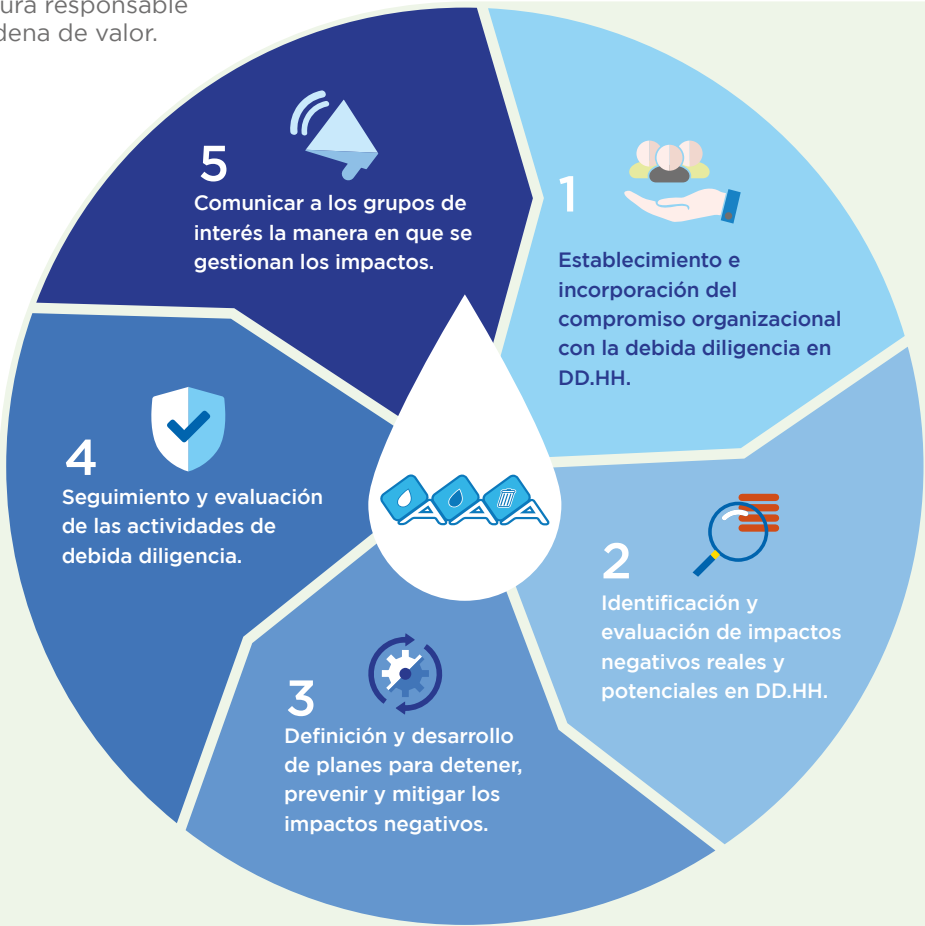 ura responsable
dena de valor.
1
Establecimiento e
incorporación del
compromiso organizacional
con la debida diligencia en
DD.HH.
2
Identificación y
evaluación de impactos
negativos reales y
potenciales en DD.HH.
3
Definición y desarrollo
de planes para detener,
prevenir y mitigar los
impactos negativos.
4
Seguimiento y evaluación
de las actividades de
debida diligencia.
5
Comunicar a los grupos de
interés la manera en que se
gestionan los impactos.